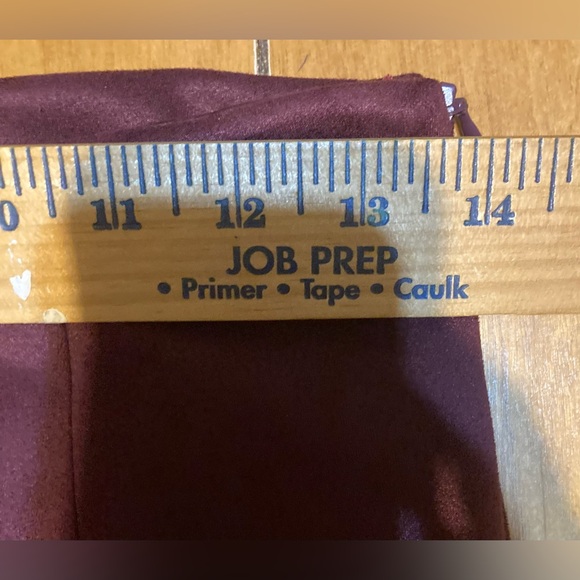 0 11 12 13 14
JOB PREP
• Primer • Tape • Caulk